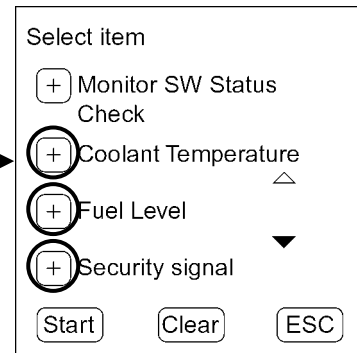 Select item
+ Monitor SW Status
Check
+ Coolant Temperature
+ Fuel Level
+ Security signal
Start Clear ESC